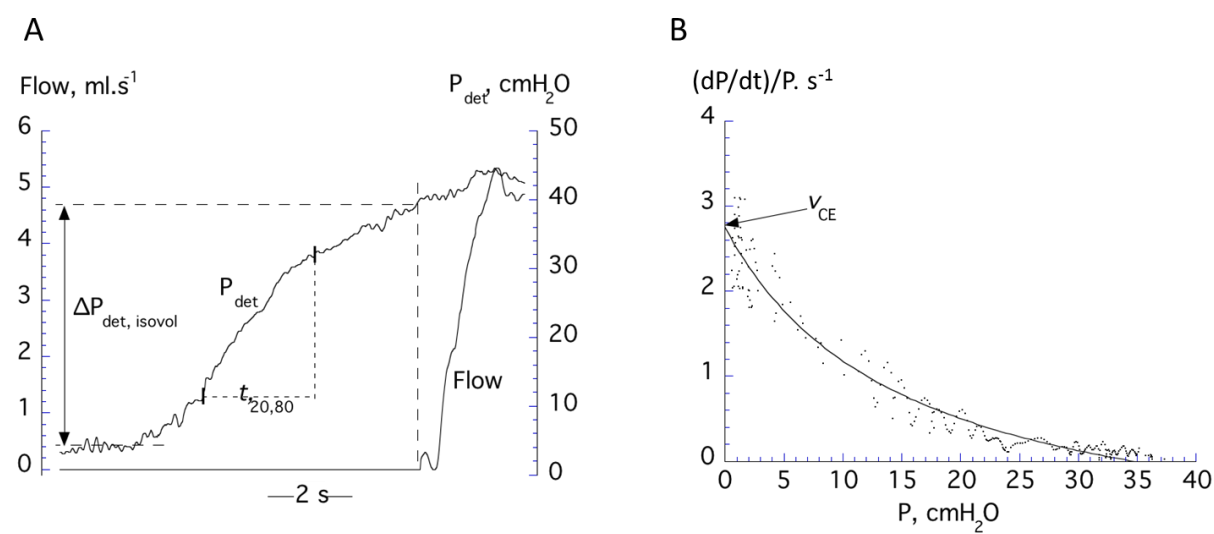 A
B
Flow, ml.s-1
Pdet, cmH2O
6
5
4
3
2
1
0
50
40
30
20
10
0
ΔPdet, isovol
Pdet
t,20,80
Flow
2 s
(dP/dt)/P. s-1
4
3
2
1
0
vCE
0 5 10 15 20 25 30 35 40
P, cmH2O